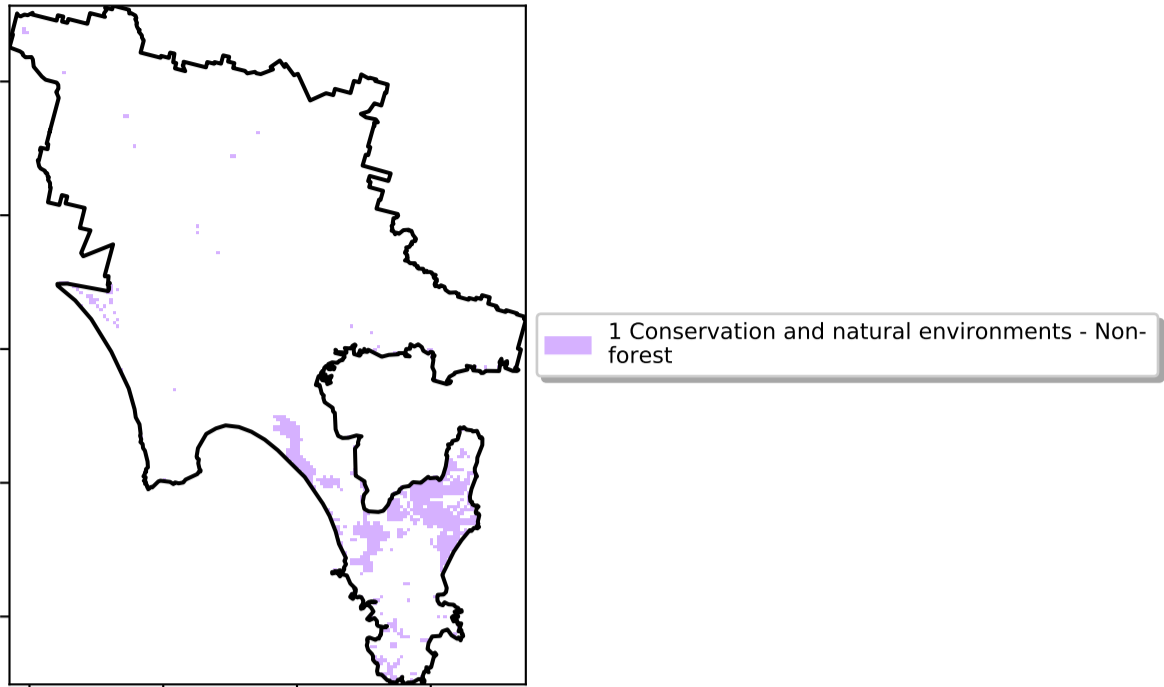 1 Conservation and natural environments - Non-
forest